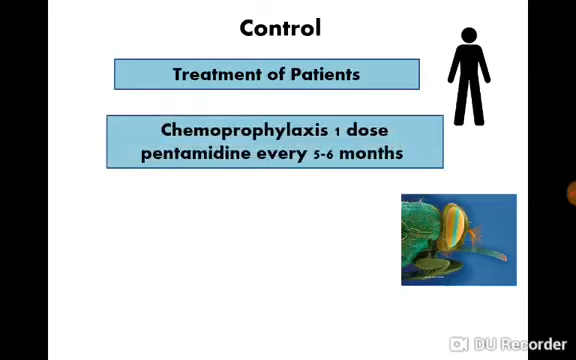 Control
Treatment of Patients
Chemoprophylaxis 1 dose
pentamidine every 5-6 months
DU Recorder